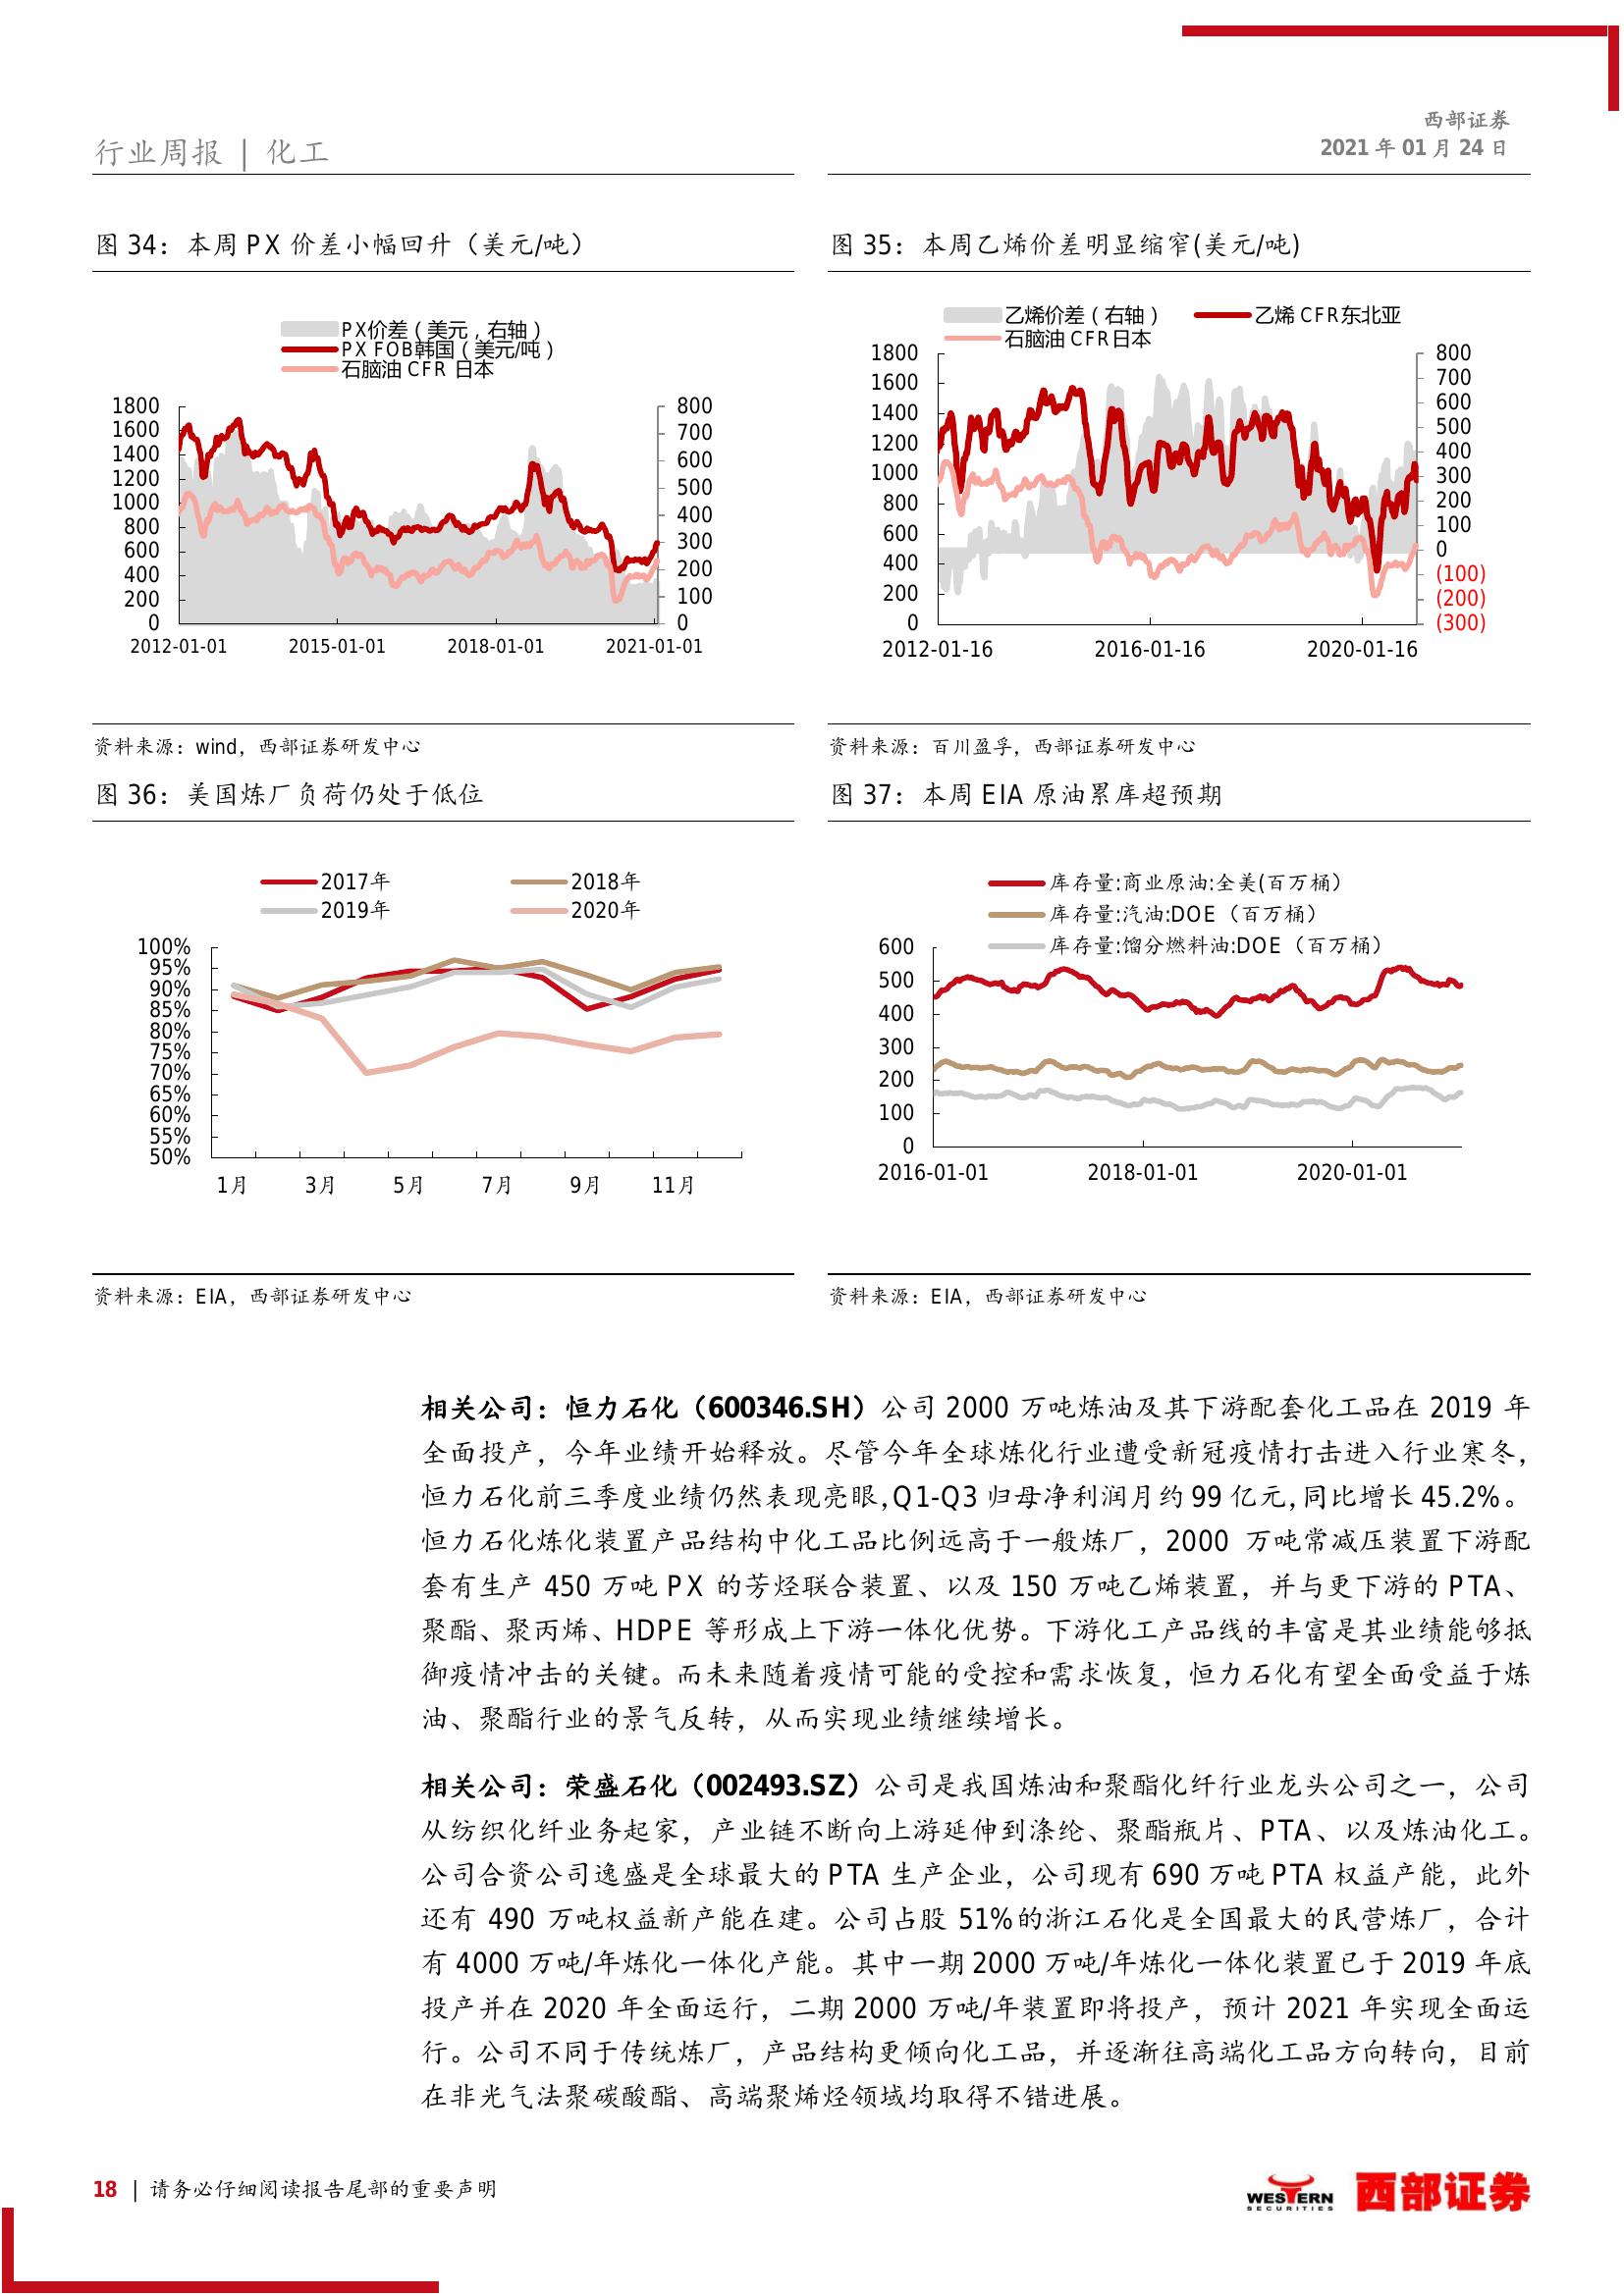 西部证券
行业周报 | 化工
2021 年 01 月 24 日
图 34：本周 PX 价差小幅回升（美元/吨）
PX价差（美元，右轴）
PX FOB韩国（美元/吨）
石脑油 CFR 日本
1800
1600
1400
1200
1000
800
600
400
200
0
800
700
600
500
400
300
200
100
0
2012-01-01
2015-01-01
2018-01-01
2021-01-01
资料来源：wind，西部证券研发中心
图 35：本周乙烯价差明显缩窄(美元/吨)
乙烯价差（右轴）
乙烯 CFR东北亚
石脑油 CFR日本
1800
1600
1400
1200
1000
800
600
400
200
0
800
700
600
500
400
300
200
100
0
(100)
(200)
(300)
2012-01-16
2016-01-16
2020-01-16
资料来源：百川盈孚，西部证券研发中心
图 36：美国炼厂负荷仍处于低位
2017年
2018年
2019年
2020年
100%
95%
90%
85%
80%
75%
70%
65%
60%
55%
50%
1月
3月
5月
7月
9月
11月
资料来源：EIA，西部证券研发中心
图 37：本周 EIA 原油累库超预期
库存量:商业原油:全美(百万桶）
库存量:汽油:DOE（百万桶）
库存量:馏分燃料油:DOE（百万桶）
600
500
400
300
200
100
0
2016-01-01
2018-01-01
2020-01-01
资料来源：EIA，西部证券研发中心
相关公司：恒力石化（600346.SH）公司 2000 万吨炼油及其下游配套化工品在 2019 年
全面投产，今年业绩开始释放。尽管今年全球炼化行业遭受新冠疫情打击进入行业寒冬，
恒力石化前三季度业绩仍然表现亮眼，Q1-Q3 归母净利润月约 99 亿元，同比增长 45.2%。
恒力石化炼化装置产品结构中化工品比例远高于一般炼厂，2000 万吨常减压装置下游配
套有生产 450 万吨 PX 的芳烃联合装置、以及 150 万吨乙烯装置，并与更下游的 PTA、
聚酯、聚丙烯、HDPE 等形成上下游一体化优势。下游化工产品线的丰富是其业绩能够抵
御疫情冲击的关键。而未来随着疫情可能的受控和需求恢复，恒力石化有望全面受益于炼
油、聚酯行业的景气反转，从而实现业绩继续增长。
相关公司：荣盛石化（002493.SZ）公司是我国炼油和聚酯化纤行业龙头公司之一，公司
从纺织化纤业务起家，产业链不断向上游延伸到涤纶、聚酯瓶片、PTA、以及炼油化工。
公司合资公司逸盛是全球最大的 PTA 生产企业，公司现有 690 万吨 PTA 权益产能，此外
还有 490 万吨权益新产能在建。公司占股 51%的浙江石化是全国最大的民营炼厂，合计
有 4000 万吨/年炼化一体化产能。其中一期 2000 万吨/年炼化一体化装置已于 2019 年底
投产并在 2020 年全面运行，二期 2000 万吨/年装置即将投产，预计 2021 年实现全面运
行。公司不同于传统炼厂，产品结构更倾向化工品，并逐渐往高端化工品方向转向，目前
在非光气法聚碳酸酯、高端聚烯烃领域均取得不错进展。
18 | 请务必仔细阅读报告尾部的重要声明
WESTERN
SECURITIES
西部证券